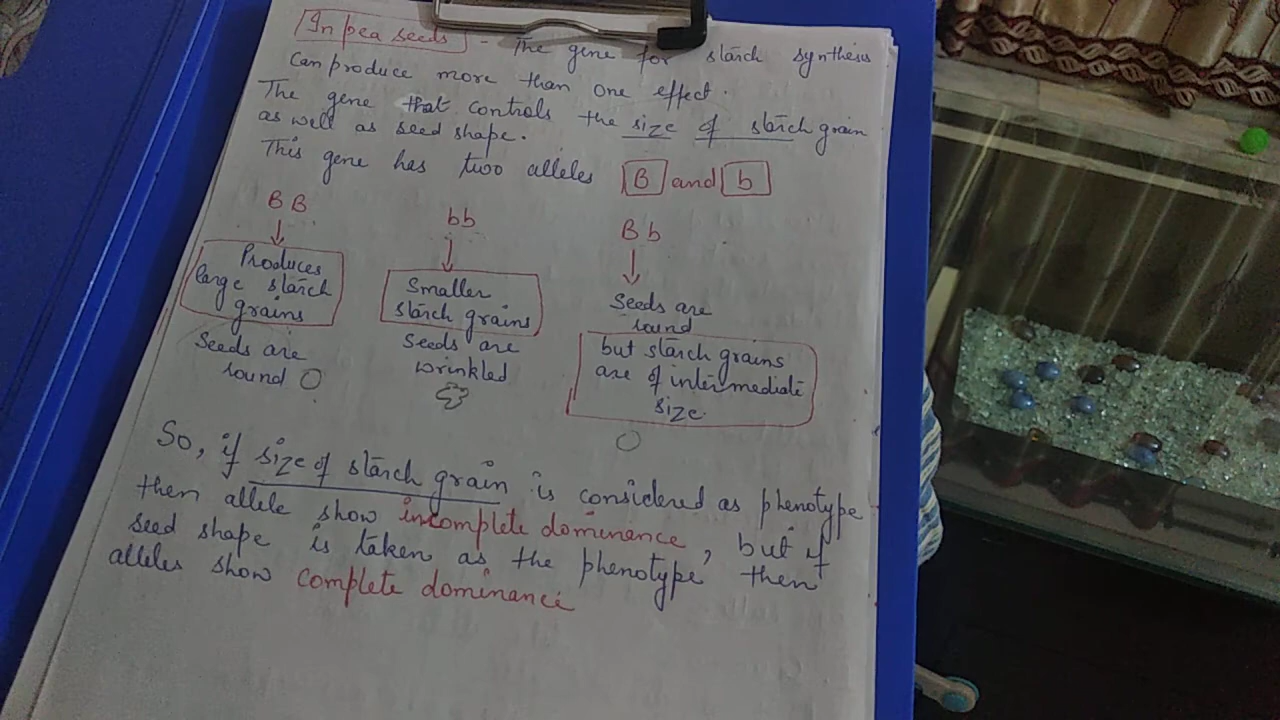 In pea seeds - The gene for starch synthesis
can produce more than one effect.
The gene that controls the size of starch grain
as well as seed shape.
This gene has two alleles B and b
BB
Produces
large starch
grains
Seeds are
round
bb
Smaller
starch grains
Seeds are
wrinkled
Bb
Seeds are
round
but starch grains
are of intermediate
size.
So, if size of starch grain is considered as phenotype
then allele show incomplete dominence, but if
seed shape is taken as the phenotype, then
alleles show complete dominance